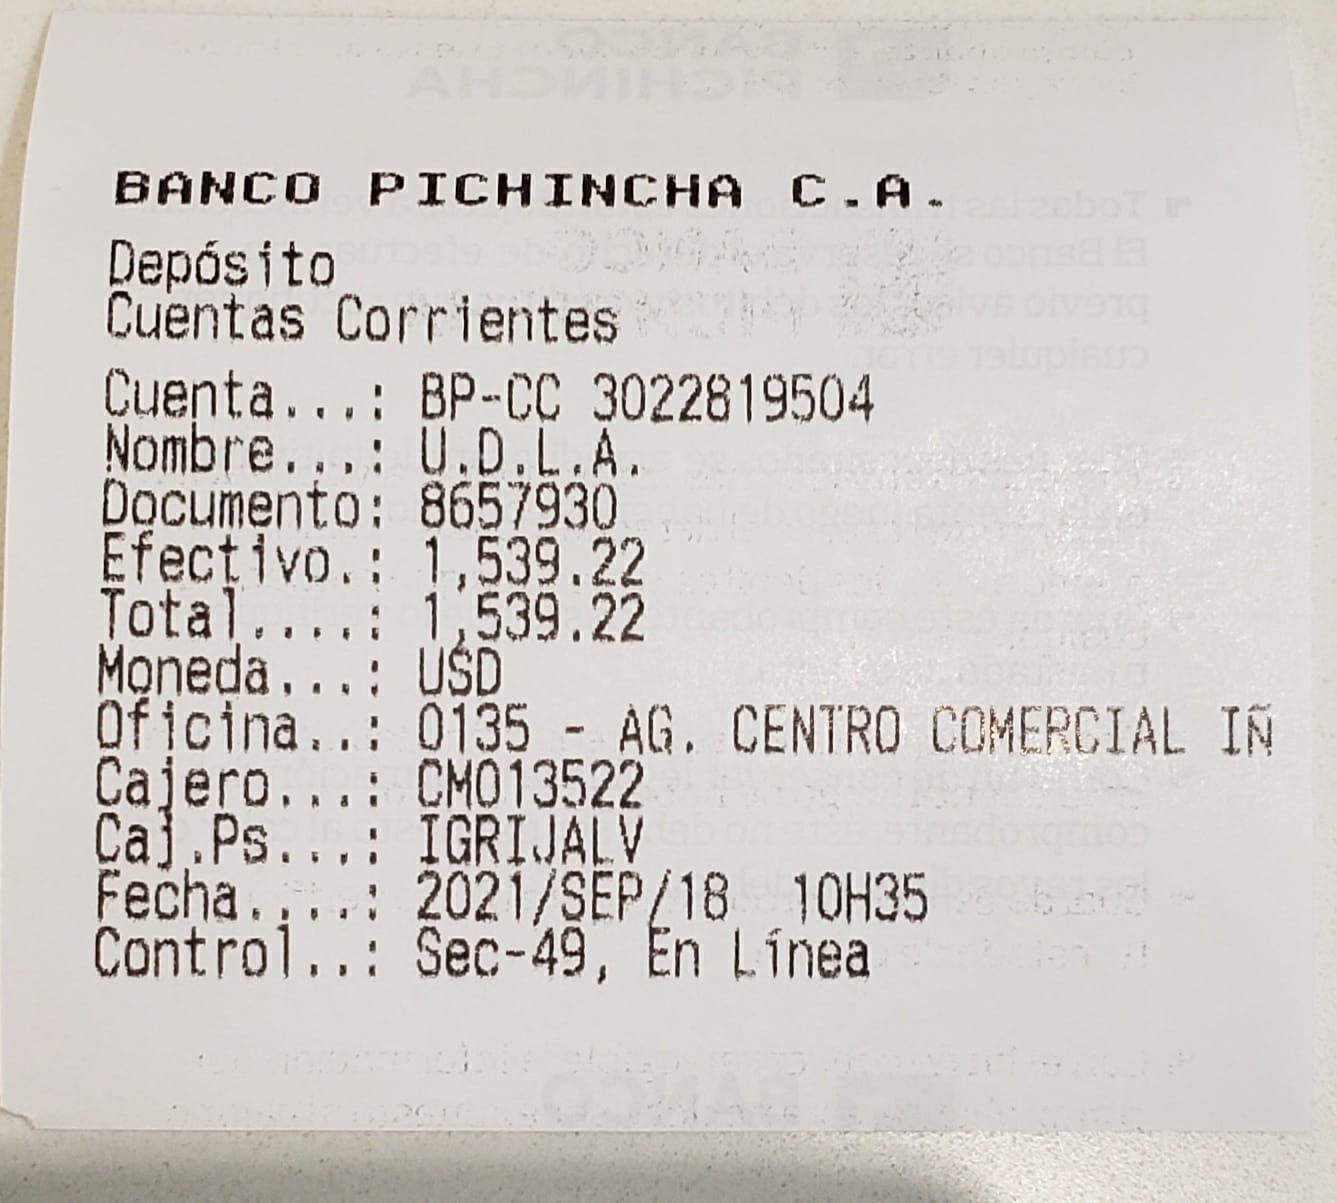 BANCO PICHINCHA C.A.
Depósito
Cuentas Corrientes
Cuenta...: BP-CC 3022819504
Nombre...: U.D.L.A.
Documento: 8657930
Efectivo.: 1,539.22
Total....: 1,539.22
Moneda...: USD
Oficina..: 0135 - AG. CENTRO COMERCIAL IÑ
Cajero...: CM013522
Caj.Ps...: IGRIJALV
Fecha....: 2021/SEP/18  10H35
Control..: Sec-49, En Línea